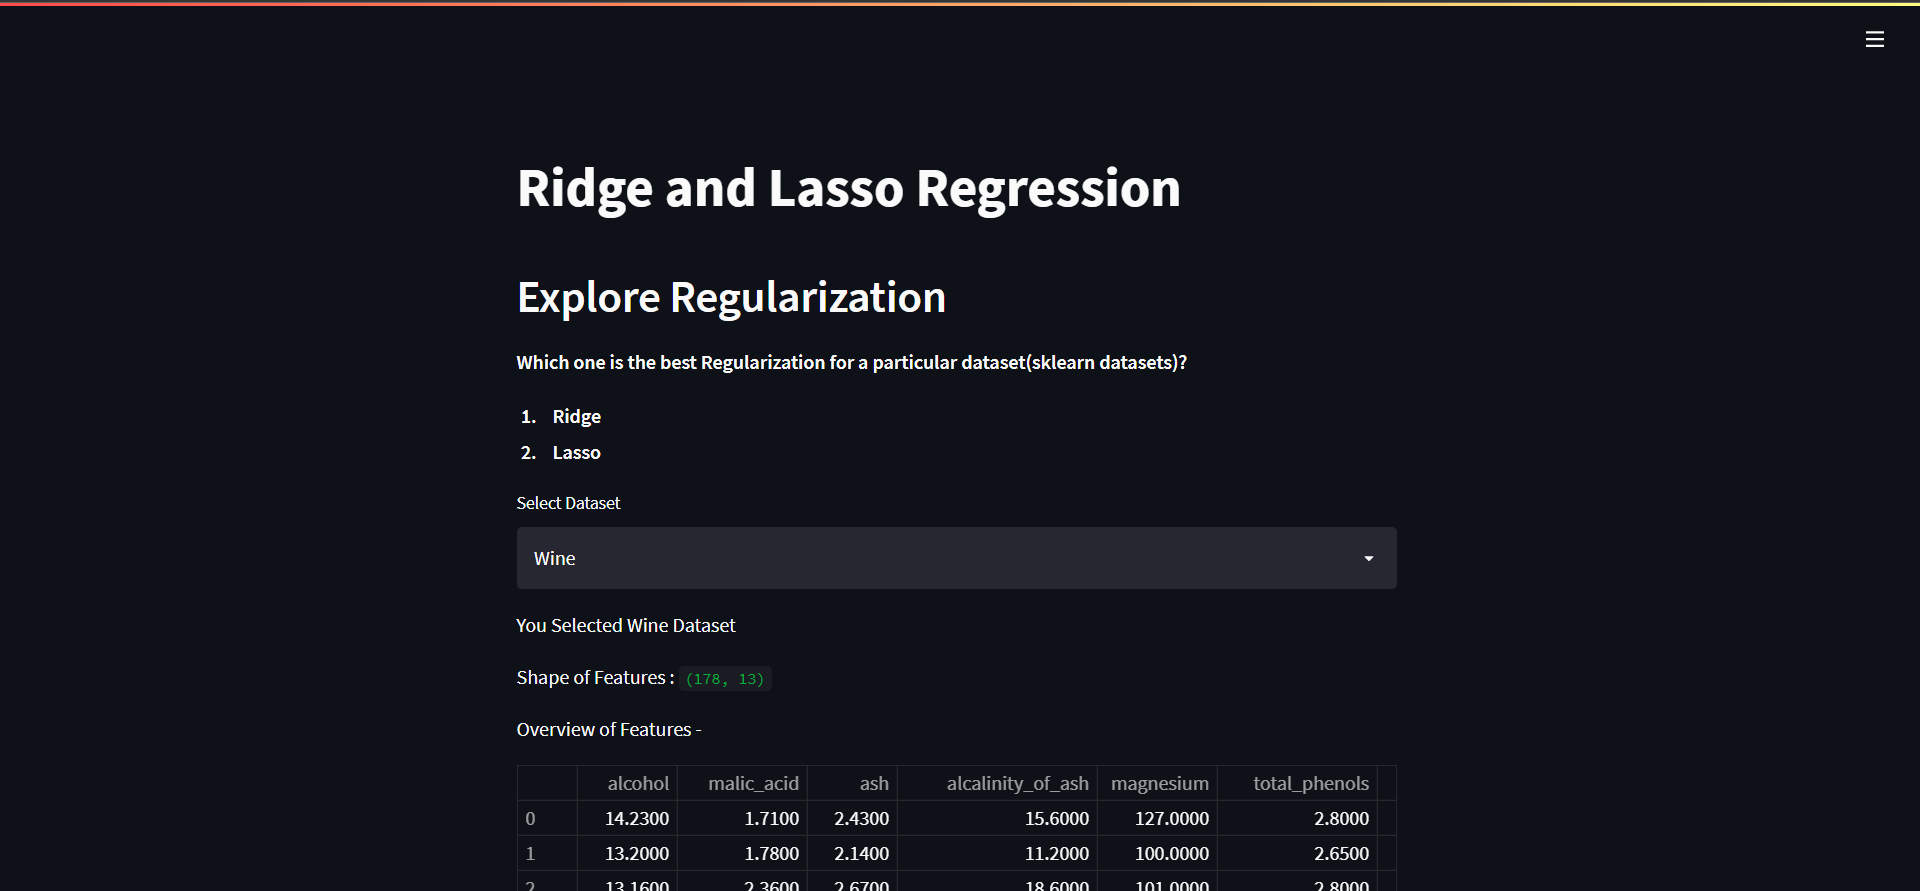 Ridge and Lasso Regression
Explore Regularization
Which one is the best Regularization for a particular dataset(sklearn datasets)?
1. Ridge
2. Lasso
Select Dataset
Wine
You Selected Wine Dataset
Shape of Features : (178, 13)
Overview of Features -
alcohol malic_acid ash alcalinity_of_ash magnesium total_phenols
0 14.2300 1.7100 2.4300 15.6000 127.0000 2.8000
1 13.2000 1.7800 2.1400 11.2000 100.0000 2.6500
2 13.1600 2.3600 2.6700 18.6000 101.0000 2.8000